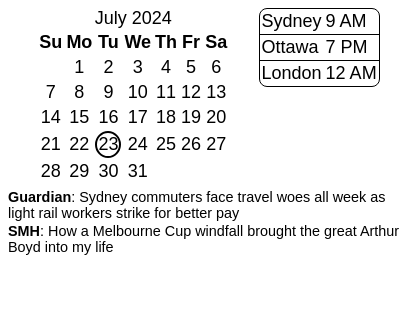 July 2024
Su Mo Tu We Th Fr Sa
1 2 3 4 5 6
7 8 9 10 11 12 13
14 15 16 17 18 19 20
21 22 23 24 25 26 27
28 29 30 31
Sydney 9 AM
Ottawa 7 PM
London 12 AM
Guardian: Sydney commuters face travel woes all week as
light rail workers strike for better pay
SMH: How a Melbourne Cup windfall brought the great Arthur
Boyd into my life